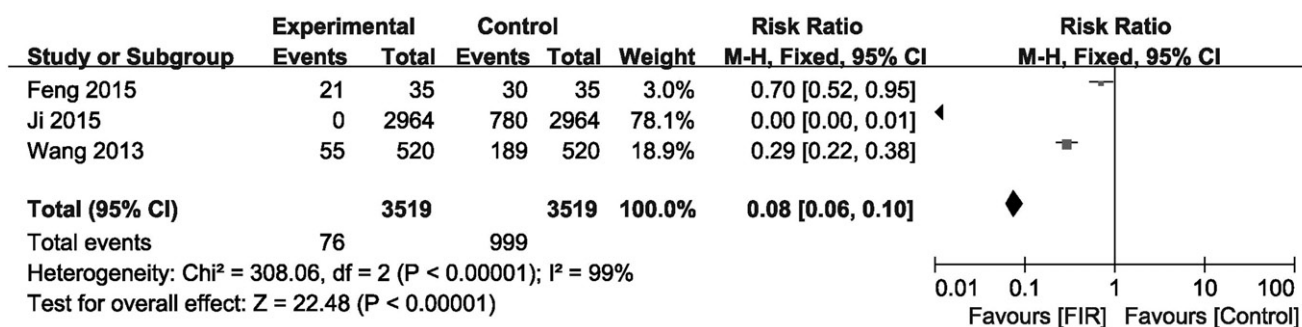 Experimental Control Risk Ratio Risk Ratio
Study or Subgroup Events Total Events Total Weight M-H, Fixed, 95% CI M-H, Fixed, 95% CI
Feng 2015 21 35 30 35 3.0% 0.70 [0.52, 0.95]
Ji 2015 0 2964 780 2964 78.1% 0.00 [0.00, 0.01]
Wang 2013 55 520 189 520 18.9% 0.29 [0.22, 0.38]
Total (95% CI) 3519 3519 100.0% 0.08 [0.06, 0.10]
Total events 76 999
Heterogeneity: Chi² = 308.06, df = 2 (P < 0.00001); I² = 99%
Test for overall effect: Z = 22.48 (P < 0.00001)
0.01 0.1 1 10 100
Favours [FIR] Favours [Control]